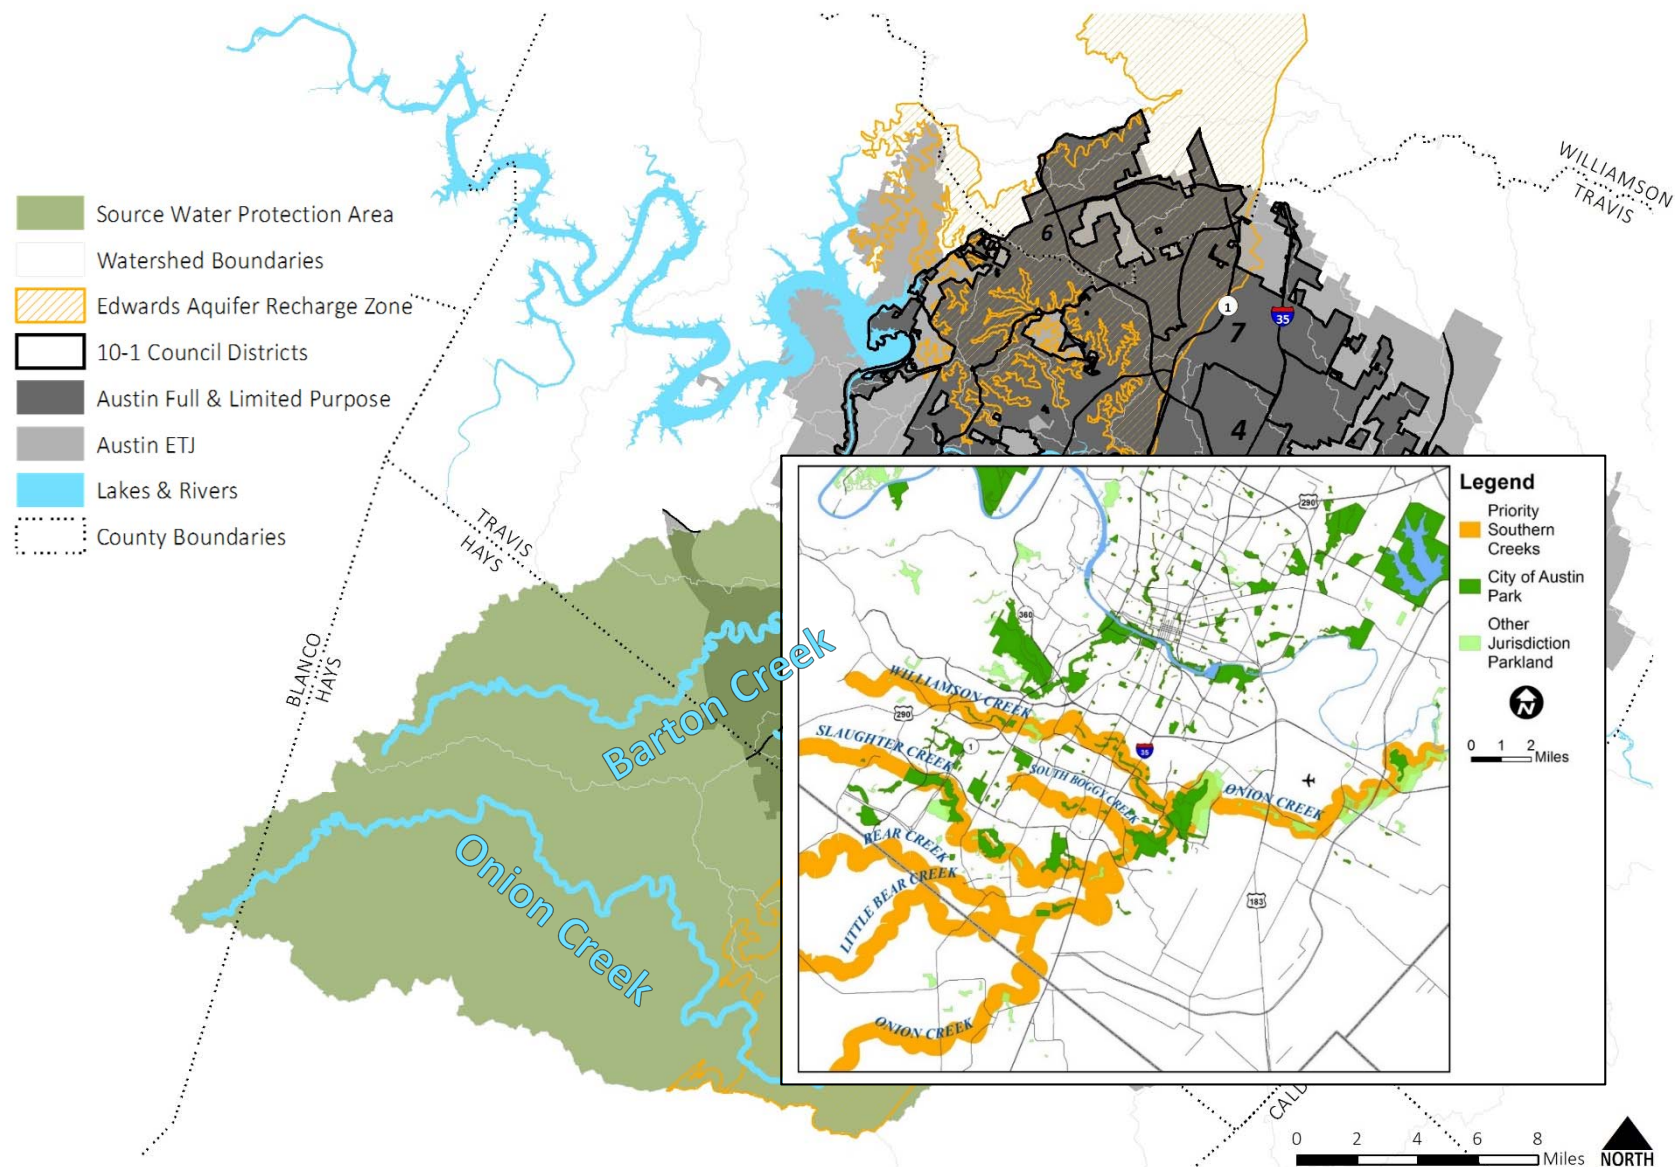 WILLIAMSON
TRAVIS
Source Water Protection Area
Watershed Boundaries
Edwards Aquifer Recharge Zone
10-1 Council Districts
Austin Full & Limited Purpose
Austin ETJ
Lakes & Rivers
County Boundaries
6
1
35
7
4
TRAVIS
HAYS
BLANCO
HAYS
Barton Creek
Onion Creek
Legend
Priority
Southern
Creeks
City of Austin
Park
Other
Jurisdiction
Parkland
N
0 1 2
Miles
290
360
WILLIAMSON CREEK
290
SLAUGHTER CREEK
1
35
SOUTH BOGGY CREEK
ONION CREEK
BEAR CREEK
LITTLE BEAR CREEK
183
ONION CREEK
CALD
0 2 4 6 8
Miles
NORTH